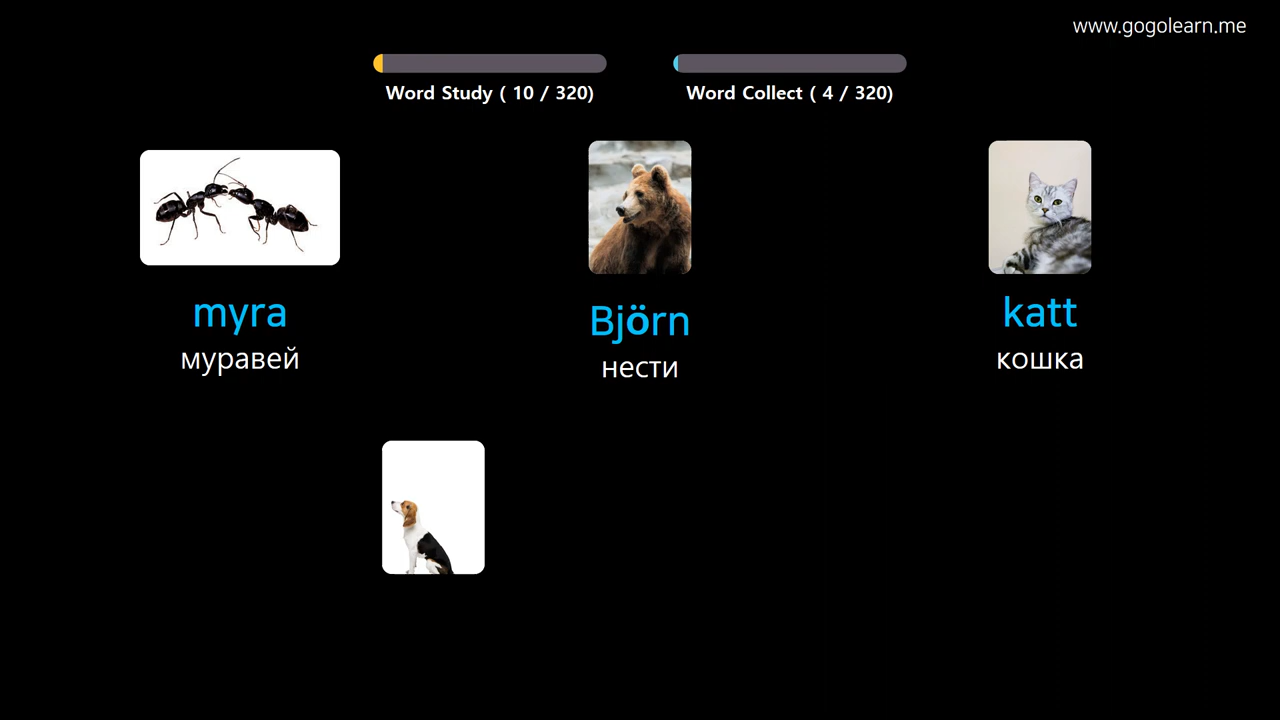 www.gogolearn.me
Word Study ( 10 / 320)
Word Collect ( 4 / 320)
myra
муравей
Björn
нести
katt
кошка